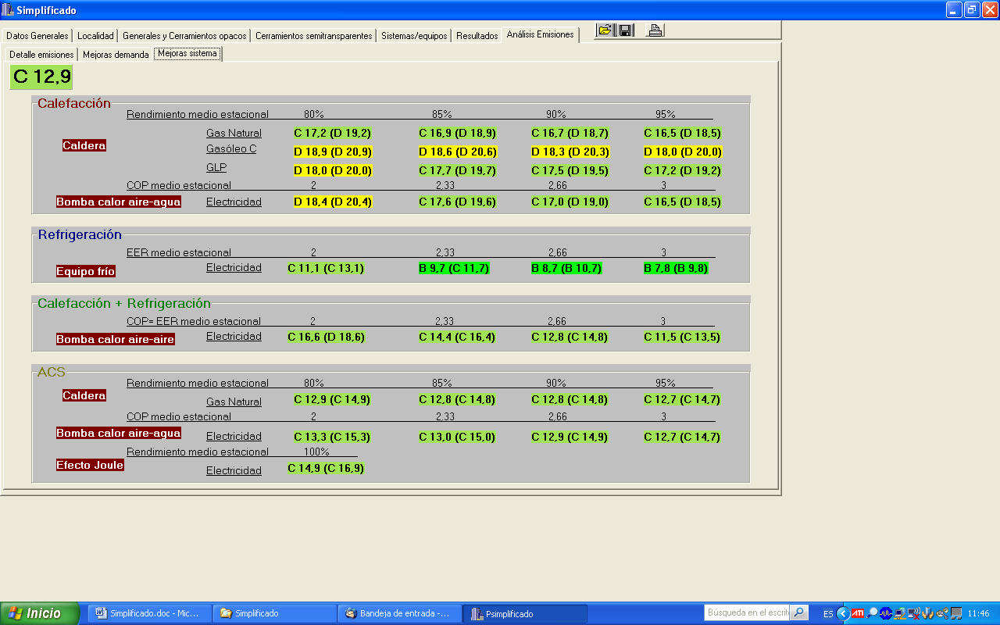 Simplificado
Datos Generales Localidad Generales y Cerramientos opacos Cerramientos semitransparentes Sistemas/equipos Resultados Análisis Emisiones
Detalle emisiones Mejoras demanda Mejoras sistema
C 12,9
Calefacción
Rendimiento medio estacional 80% 85% 90% 95%
Caldera
Gas Natural C 17,2 (D 19,2) C 16,9 (D 18,9) C 16,7 (D 18,7) C 16,5 (D 18,5)
Gasóleo C D 18,9 (D 20,9) D 18,6 (D 20,6) D 18,3 (D 20,3) D 18,0 (D 20,0)
GLP D 18,0 (D 20,0) C 17,7 (D 19,7) C 17,5 (D 19,5) C 17,2 (D 19,2)
COP medio estacional 2 2,33 2,66 3
Bomba calor aire-agua Electricidad D 18,4 (D 20,4) C 17,6 (D 19,6) C 17,0 (D 19,0) C 16,5 (D 18,5)
Refrigeración
EER medio estacional 2 2,33 2,66 3
Equipo frío Electricidad C 11,1 (C 13,1) B 9,7 (C 11,7) B 8,7 (B 10,7) B 7,8 (B 9,8)
Calefacción + Refrigeración
COP= EER medio estacional 2 2,33 2,66 3
Bomba calor aire-aire Electricidad C 16,6 (D 18,6) C 14,4 (C 16,4) C 12,8 (C 14,8) C 11,5 (C 13,5)
ACS
Rendimiento medio estacional 80% 85% 90% 95%
Caldera Gas Natural C 12,9 (C 14,9) C 12,8 (C 14,8) C 12,8 (C 14,8) C 12,7 (C 14,7)
COP medio estacional 2 2,33 2,66 3
Bomba calor aire-agua Electricidad C 13,3 (C 15,3) C 13,0 (C 15,0) C 12,9 (C 14,9) C 12,7 (C 14,7)
Rendimiento medio estacional 100%
Efecto Joule Electricidad C 14,9 (C 16,9)
Inicio Simplificado.doc - Mic... Simplificado Bandeja de entrada -... Psimplificado Búsqueda en el escrit ES ATI 11:46